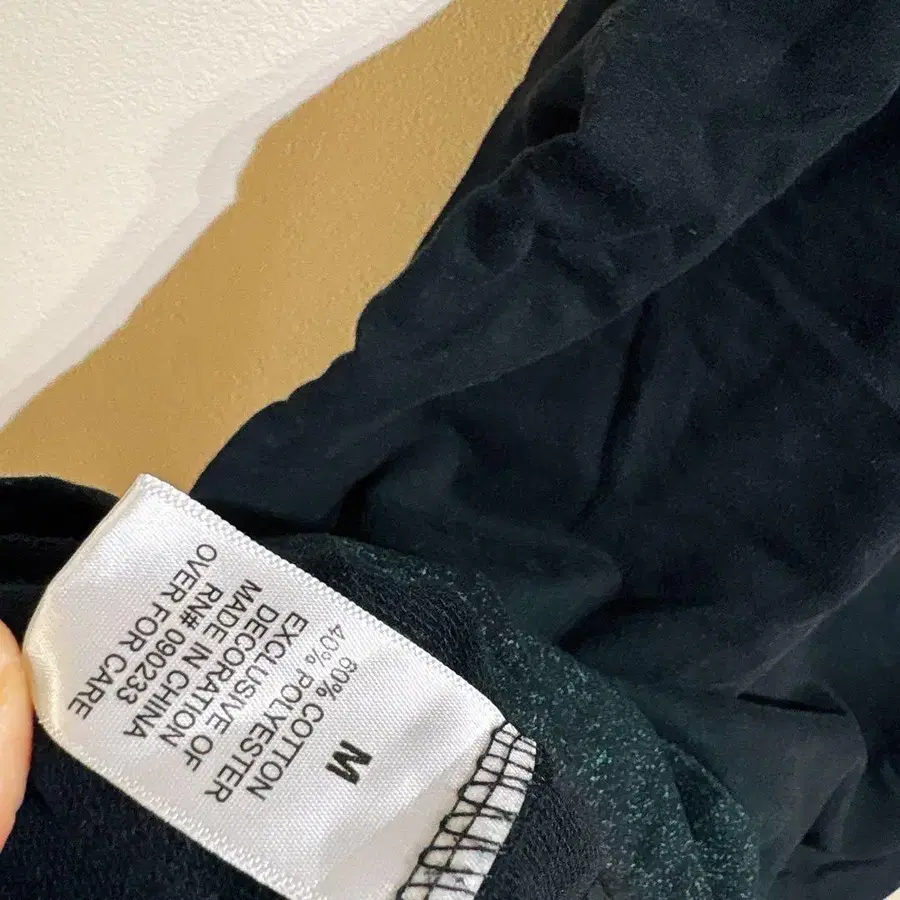 M
60% COTTON
40% POLYESTER
EXCLUSIVE OF
DECORATION
MADE IN CHINA
RN# 090233
OVER FOR CARE